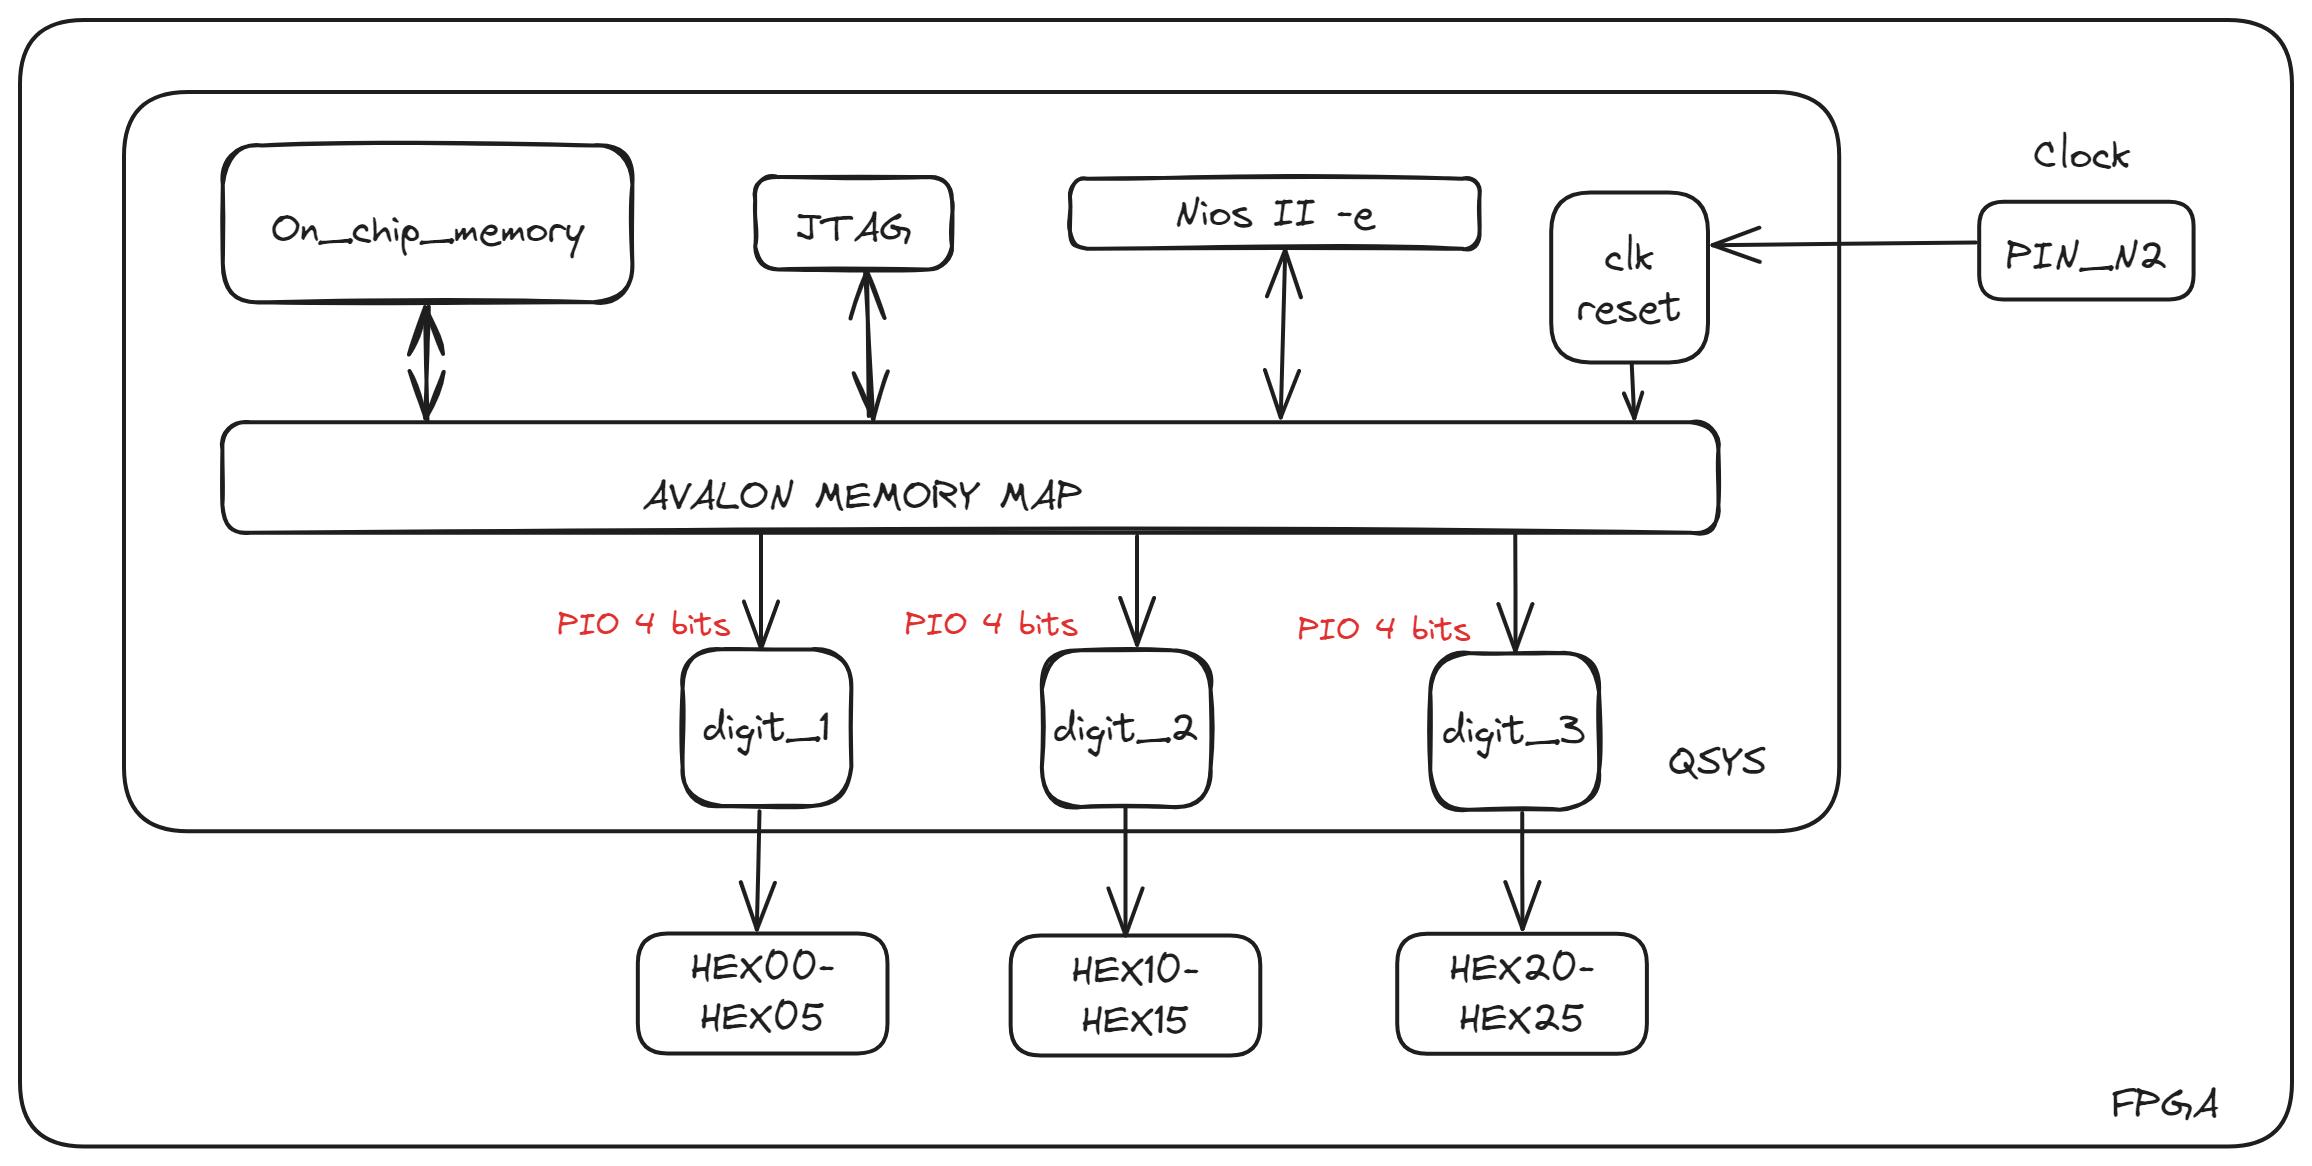 Clock
On_chip_memory
JTAG
Nios II -e
clk
reset
PIN_N2
AVALON MEMORY MAP
PIO 4 bits
PIO 4 bits
PIO 4 bits
digit_1
digit_2
digit_3
QSYS
HEX00-
HEX05
HEX10-
HEX15
HEX20-
HEX25
FPGA